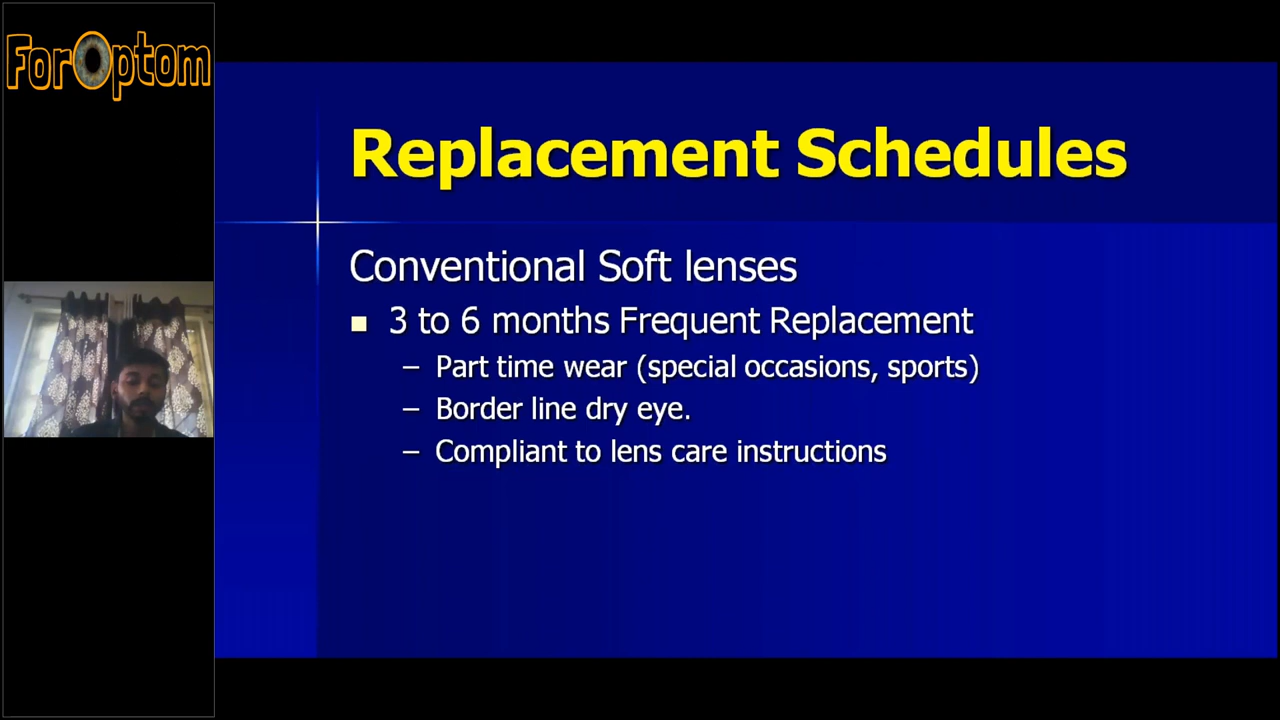 ForOptom
Replacement Schedules
Conventional Soft lenses
3 to 6 months Frequent Replacement
– Part time wear (special occasions, sports)
– Border line dry eye.
– Compliant to lens care instructions